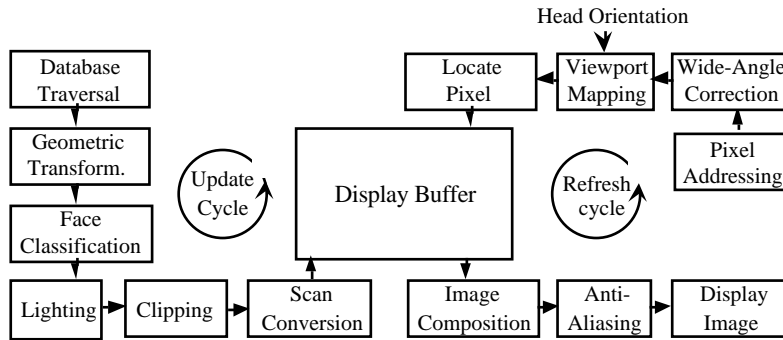 Head Orientation
Database
Traversal
Geometric
Transform.
Face
Classification
Lighting
Clipping
Scan
Conversion
Update
Cycle
Display Buffer
Refresh
cycle
Locate
Pixel
Viewport
Mapping
Wide-Angle
Correction
Pixel
Addressing
Image
Composition
Anti-
Aliasing
Display
Image